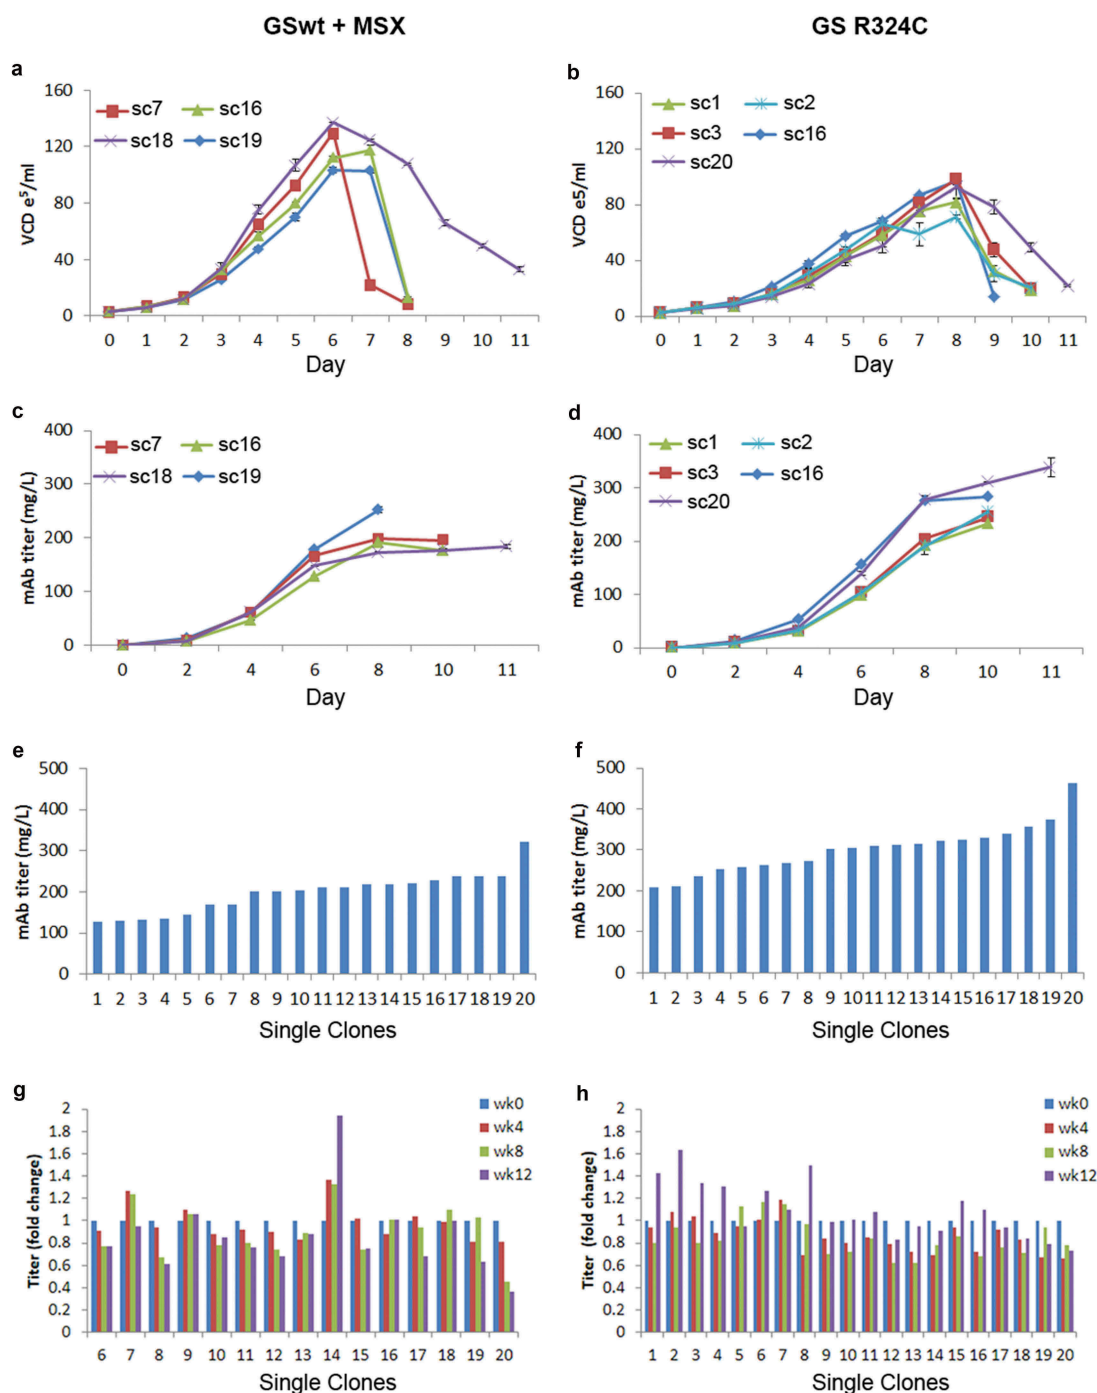 GSwt + MSX
GS R324C
a
sc7 sc16
sc18 sc19
VCD e⁵/ml
160
120
80
40
0
0 1 2 3 4 5 6 7 8 9 10 11
Day
b
sc1 sc2
sc3 sc16
sc20
VCD e5/ml
160
120
80
40
0
0 1 2 3 4 5 6 7 8 9 10 11
Day
c
sc7 sc16
sc18 sc19
mAb titer (mg/L)
400
300
200
100
0
0 2 4 6 8 10 11
Day
d
sc1 sc2
sc3 sc16
sc20
mAb titer (mg/L)
400
300
200
100
0
0 2 4 6 8 10 11
Day
e
mAb titer (mg/L)
500
400
300
200
100
0
1 2 3 4 5 6 7 8 9 10 11 12 13 14 15 16 17 18 19 20
Single Clones
f
mAb titer (mg/L)
500
400
300
200
100
0
1 2 3 4 5 6 7 8 9 10 11 12 13 14 15 16 17 18 19 20
Single Clones
g
wk0
wk4
wk8
wk12
Titer (fold change)
2
1.8
1.6
1.4
1.2
1
0.8
0.6
0.4
0.2
0
6 7 8 9 10 11 12 13 14 15 16 17 18 19 20
Single Clones
h
wk0
wk4
wk8
wk12
Titer (fold change)
2
1.8
1.6
1.4
1.2
1
0.8
0.6
0.4
0.2
0
1 2 3 4 5 6 7 8 9 10 11 12 13 14 15 16 17 18 19 20
Single Clones